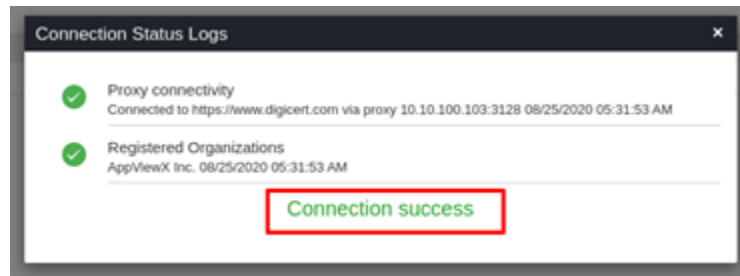 Connection Status Logs ×
Proxy connectivity
Connected to https://www.digicert.com via proxy 10.10.100.103:3128 08/25/2020 05:31:53 AM
Registered Organizations
AppViewX Inc. 08/25/2020 05:31:53 AM
Connection success